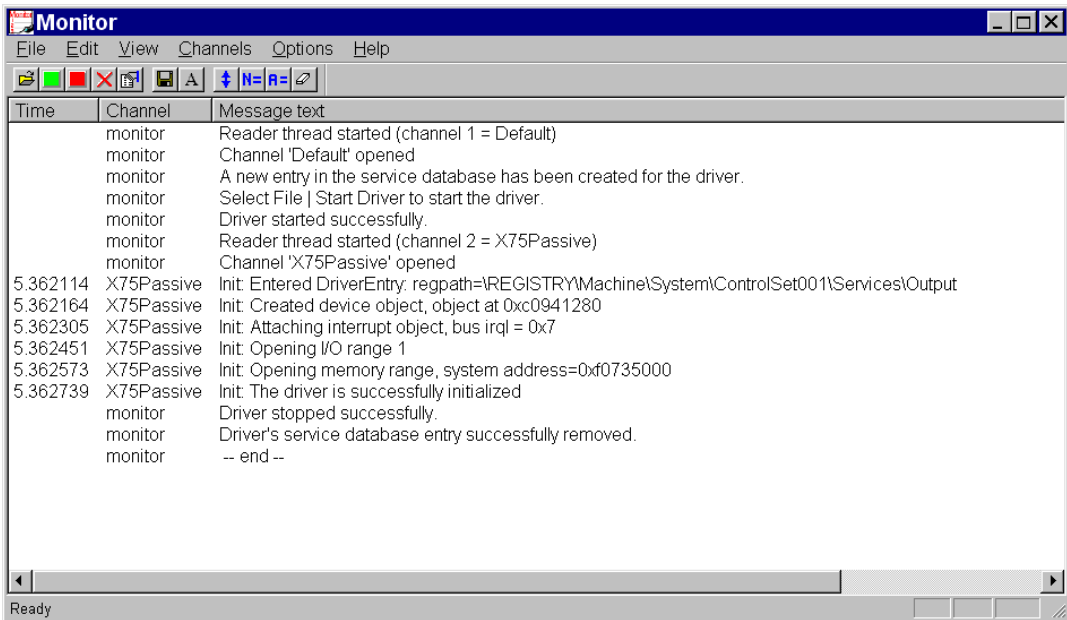 Monitor
File Edit View Channels Options Help
A N= A=
Time Channel Message text
monitor Reader thread started (channel 1 = Default)
monitor Channel 'Default' opened
monitor A new entry in the service database has been created for the driver.
monitor Select File | Start Driver to start the driver.
monitor Driver started successfully.
monitor Reader thread started (channel 2 = X75Passive)
monitor Channel 'X75Passive' opened
5.362114 X75Passive Init: Entered DriverEntry: regpath=\REGISTRY\Machine\System\ControlSet001\Services\Output
5.362164 X75Passive Init: Created device object, object at 0xc0941280
5.362305 X75Passive Init: Attaching interrupt object, bus irql = 0x7
5.362451 X75Passive Init: Opening I/O range 1
5.362573 X75Passive Init: Opening memory range, system address=0xf0735000
5.362739 X75Passive Init: The driver is successfully initialized
monitor Driver stopped successfully.
monitor Driver's service database entry successfully removed.
monitor -- end --
Ready